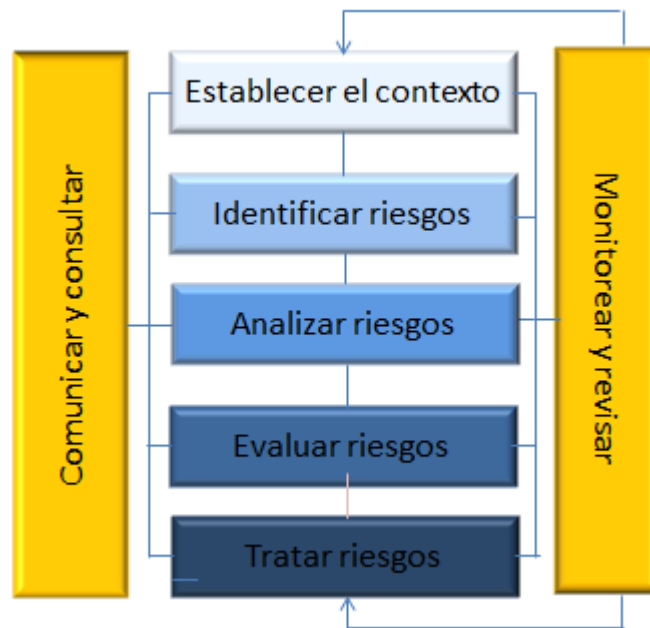 Comunicar y consultar
Establecer el contexto
Identificar riesgos
Analizar riesgos
Evaluar riesgos
Tratar riesgos
Monitorear y revisar